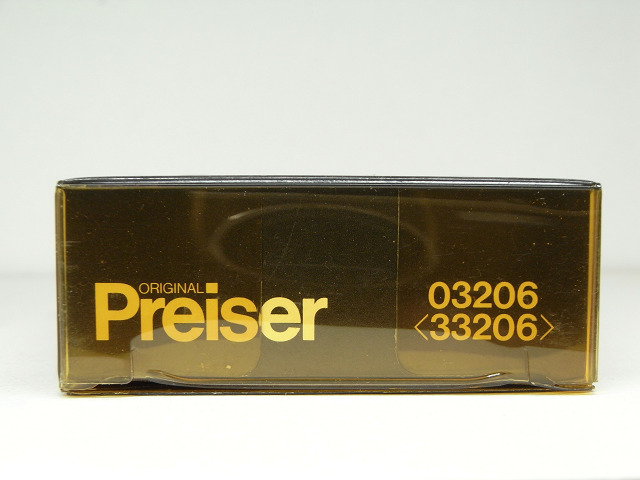 ORIGINAL
Preiser
03206
<33206>